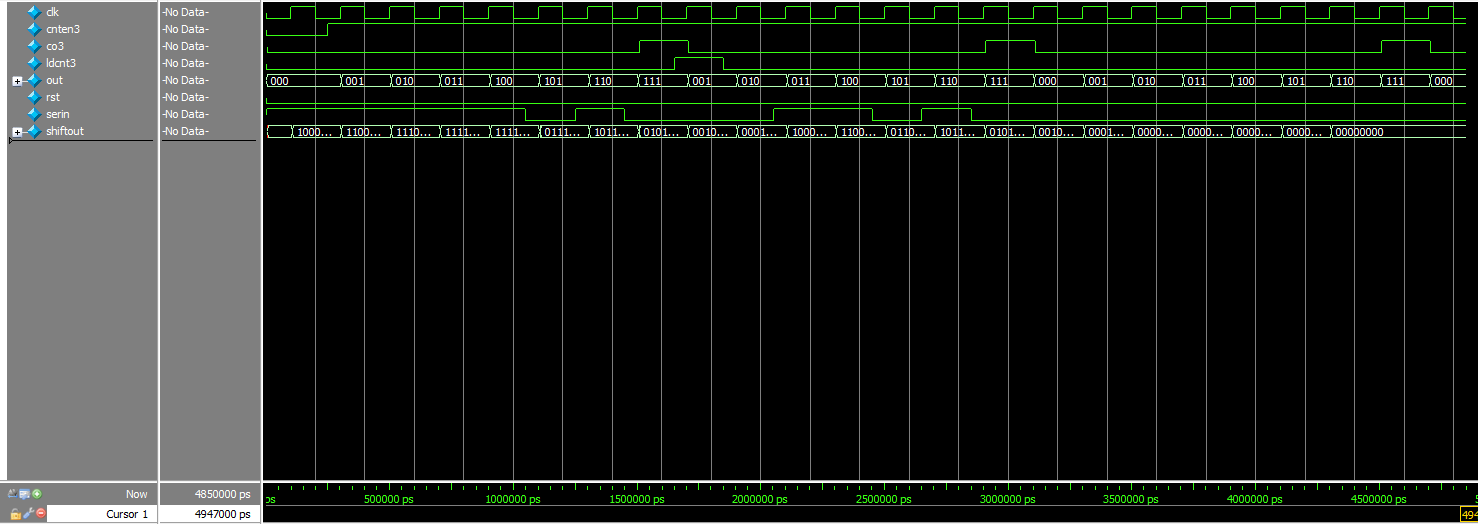 clk -No Data-
cnten3 -No Data-
co3 -No Data-
ldcnt3 -No Data-
out -No Data- 000 001 010 011 100 101 110 111 001 010 011 100 101 110 111 000 001 010 011 100 101 110 111 000
rst -No Data-
serin -No Data-
shiftout -No Data- 1000... 1100... 1110... 1111... 1111... 0111... 1011... 0101... 0010... 0001... 1000... 1100... 0110... 1011... 0101... 0010... 0001... 0000... 0000... 0000... 0000... 00000000
Now 4850000 ps ps 500000 ps 1000000 ps 1500000 ps 2000000 ps 2500000 ps 3000000 ps 3500000 ps 4000000 ps 4500000 ps 5
Cursor 1 4947000 ps 494